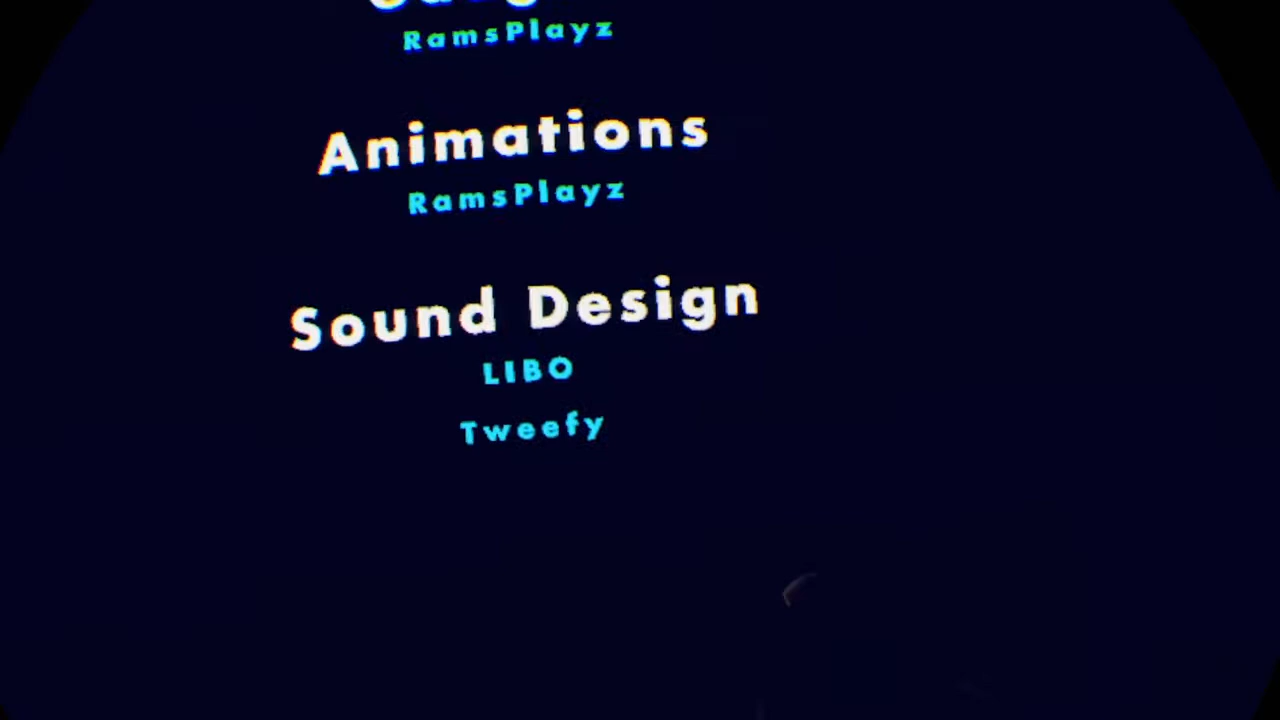 RamsPlayz
Animations
RamsPlayz
Sound Design
LIBO
Tweefy